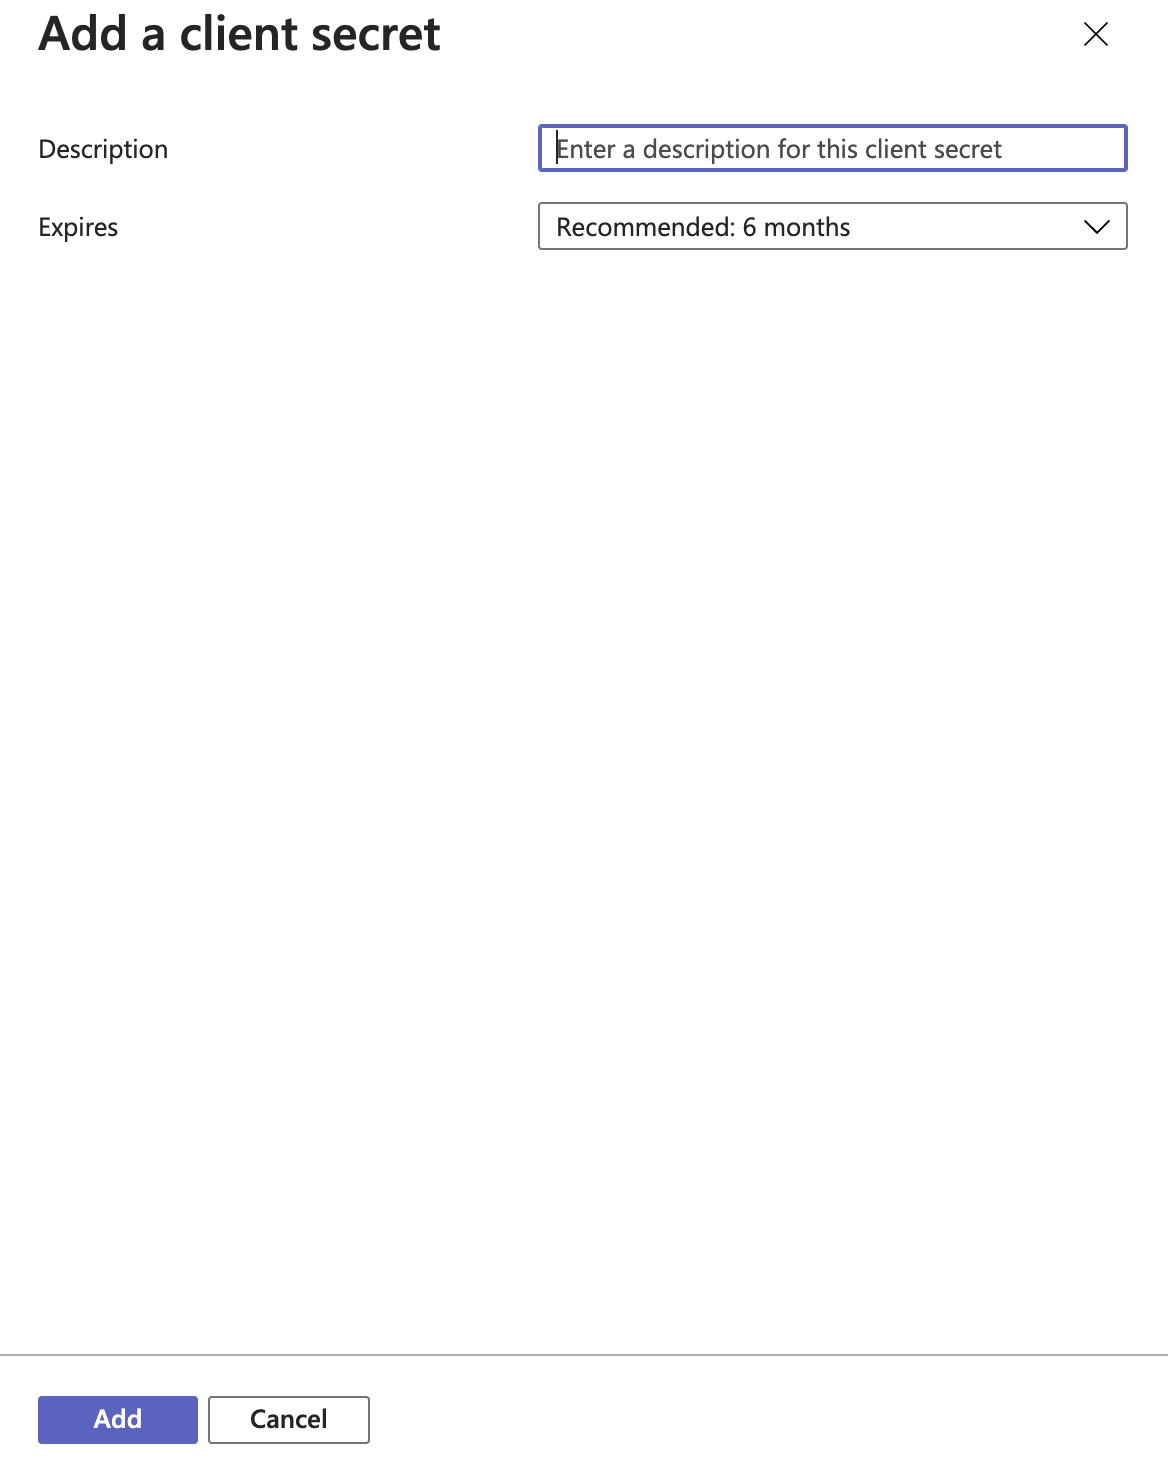 Add a client secret
Description
Enter a description for this client secret
Expires
Recommended: 6 months
Add
Cancel